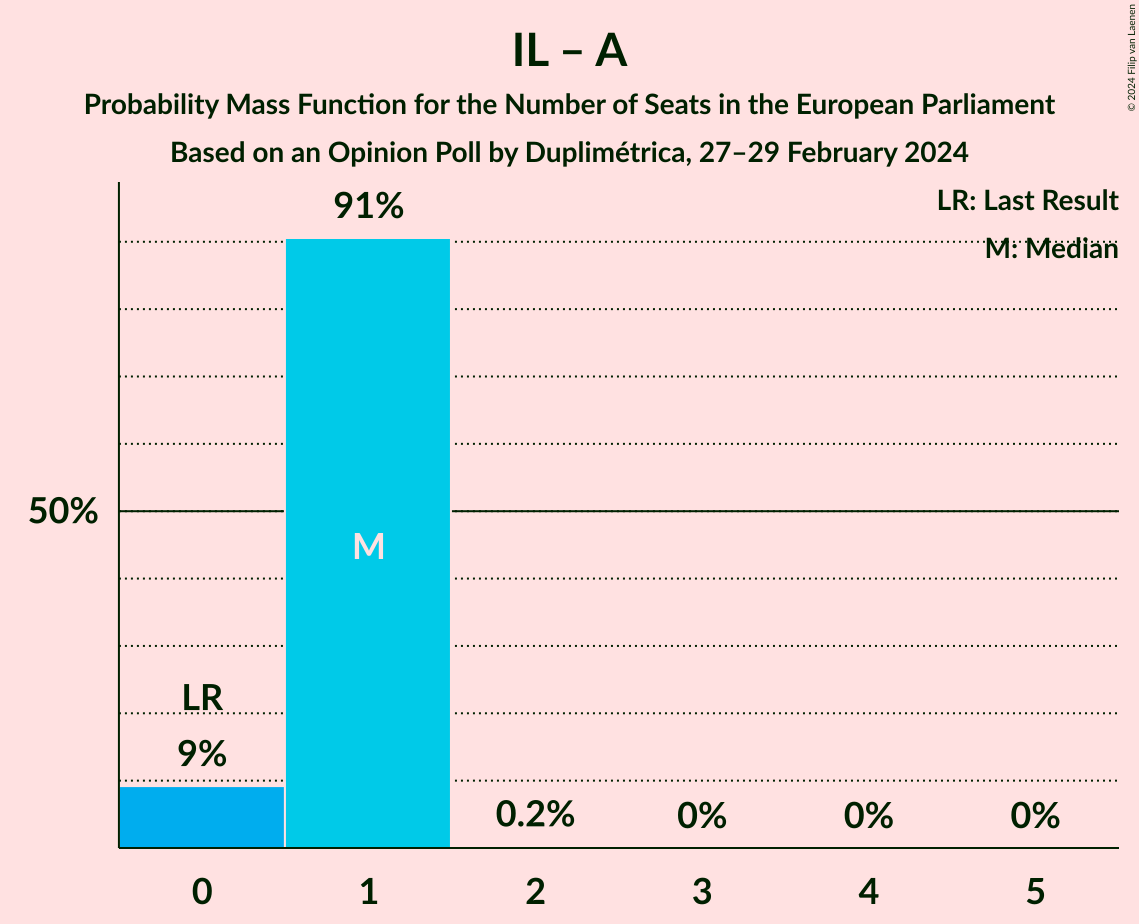 IL – A
Probability Mass Function for the Number of Seats in the European Parliament
Based on an Opinion Poll by Duplimétrica, 27–29 February 2024
© 2024 Filip van Laenen
LR: Last Result
M: Median
91%
50%
M
LR
9%
0.2%
0%
0%
0%
0
1
2
3
4
5